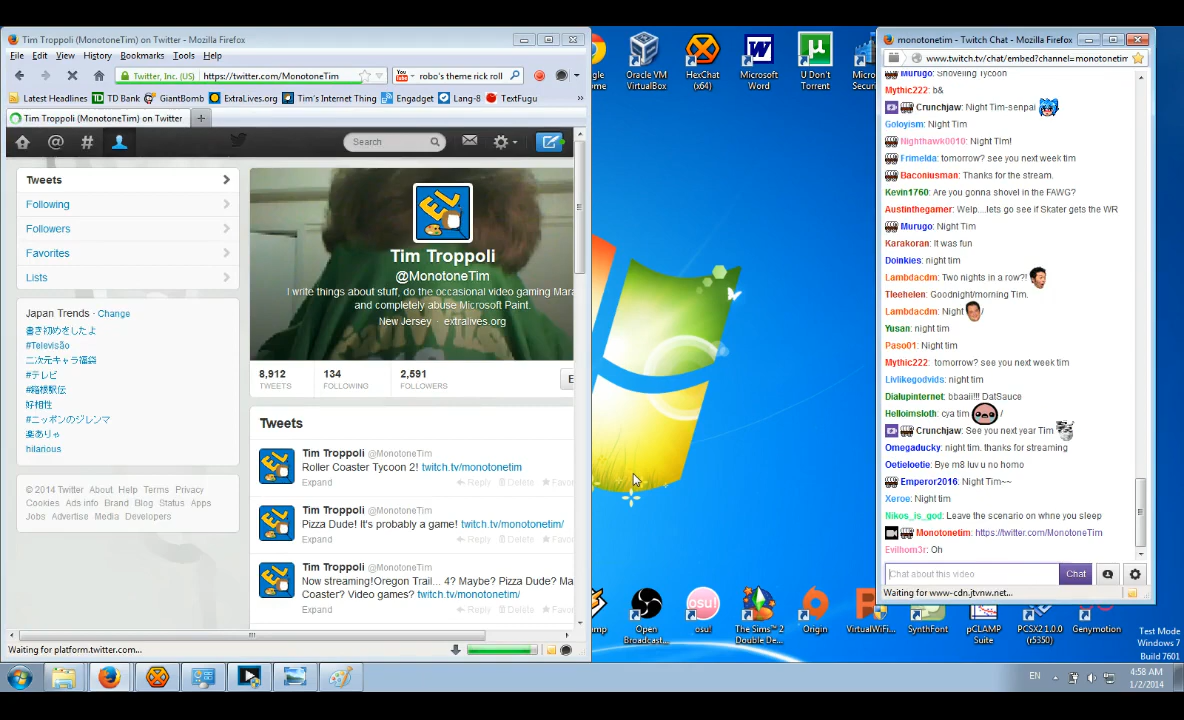 Tim Troppoli (MonotoneTim) on Twitter - Mozilla Firefox
File Edit View History Bookmarks Tools Help
Twitter, Inc. (US) https://twitter.com/MonotoneTim robo's theme rick roll
Latest Headlines TD Bank GiantBomb ExtraLives.org Tim's Internet Thing Engadget Lang-8 TextFugu
Tim Troppoli (MonotoneTim) on Twitter
Search
Tweets
Following
Followers
Favorites
Lists
Japan Trends · Change
書き初めをしたよ
#Televisão
二次元キャラ福袋
#テレビ
#箱根駅伝
好相性
#ニッポンのジレンマ
楽ありゃ
hilarious
© 2014 Twitter About Help Terms Privacy
Cookies Ads info Brand Blog Status Apps
Jobs Advertise Media Developers
Tim Troppoli
@MonotoneTim
I write things about stuff, do the occasional video gaming Mara
and completely abuse Microsoft Paint.
New Jersey · extralives.org
8,912 134 2,591
TWEETS FOLLOWING FOLLOWERS
Tweets
Tim Troppoli @MonotoneTim
Roller Coaster Tycoon 2! twitch.tv/monotonetim
Expand Reply Delete Favo
Tim Troppoli @MonotoneTim
Pizza Dude! It's probably a game! twitch.tv/monotonetim/
Expand Reply Delete Favo
Tim Troppoli @MonotoneTim
Now streaming!Oregon Trail... 4? Maybe? Pizza Dude? Ma
Coaster? Video games? twitch.tv/monotonetim/
Expand Reply Delete Favo
Waiting for platform.twitter.com...
Oracle VM
VirtualBox
HexChat
(x64)
Microsoft
Word
U Don't
Torrent
Open
Broadcast...
osu!
The Sims™ 2
Double De...
Origin
VirtualWiFi...
SynthFont
pCLAMP
Suite
PCSX2 1.0.0
(r5350)
Genymotion
monotonetim - Twitch Chat - Mozilla Firefox
www.twitch.tv/chat/embed?channel=monotonetim
Murugo: Shoveling Tycoon
Mythic222: b&
Crunchjaw: Night Tim-senpai
Goloyism: Night Tim
Nighthawk0010: Night Tim!
Frimelda: tomorrow? see you next week tim
Baconiusman: Thanks for the stream.
Kevin1760: Are you gonna shovel in the FAWG?
Austinthegamer: Welp....lets go see if Skater gets the WR
Murugo: Night Tim
Karakoran: it was fun
Doinkies: night tim
Lambdacdm: Two nights in a row?!
Tleehelen: Goodnight/morning Tim.
Lambdacdm: Night /
Yusan: night tim
Paso01: Night tim
Mythic222: tomorrow? see you next week tim
Livlikegodvids: night tim
Dialupinternet: bbaaii!!! DatSauce
Helloimsloth: cya tim /
Crunchjaw: See you next year Tim
Omegaducky: night tim. thanks for streaming
Ootieloetie: Bye m8 luv u no homo
Emperor2016: Night Tim~~
Xeroe: Night tim
Nikos_is_god: Leave the scenario on whne you sleep
Monotonetim: https://twitter.com/MonotoneTim
Evilhom3r: Oh
Chat about this video Chat
Waiting for www-cdn.jtvnw.net...
Test Mode
Windows 7
Build 7601
EN 4:58 AM
1/2/2014